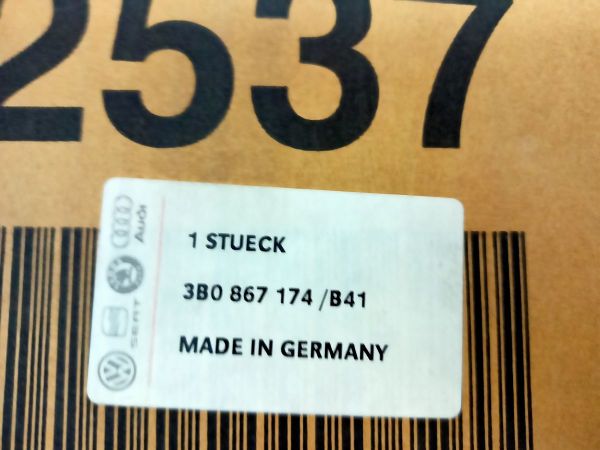 2537
1 STUECK
3B0 867 174 /B41
MADE IN GERMANY
Audi
SEAT